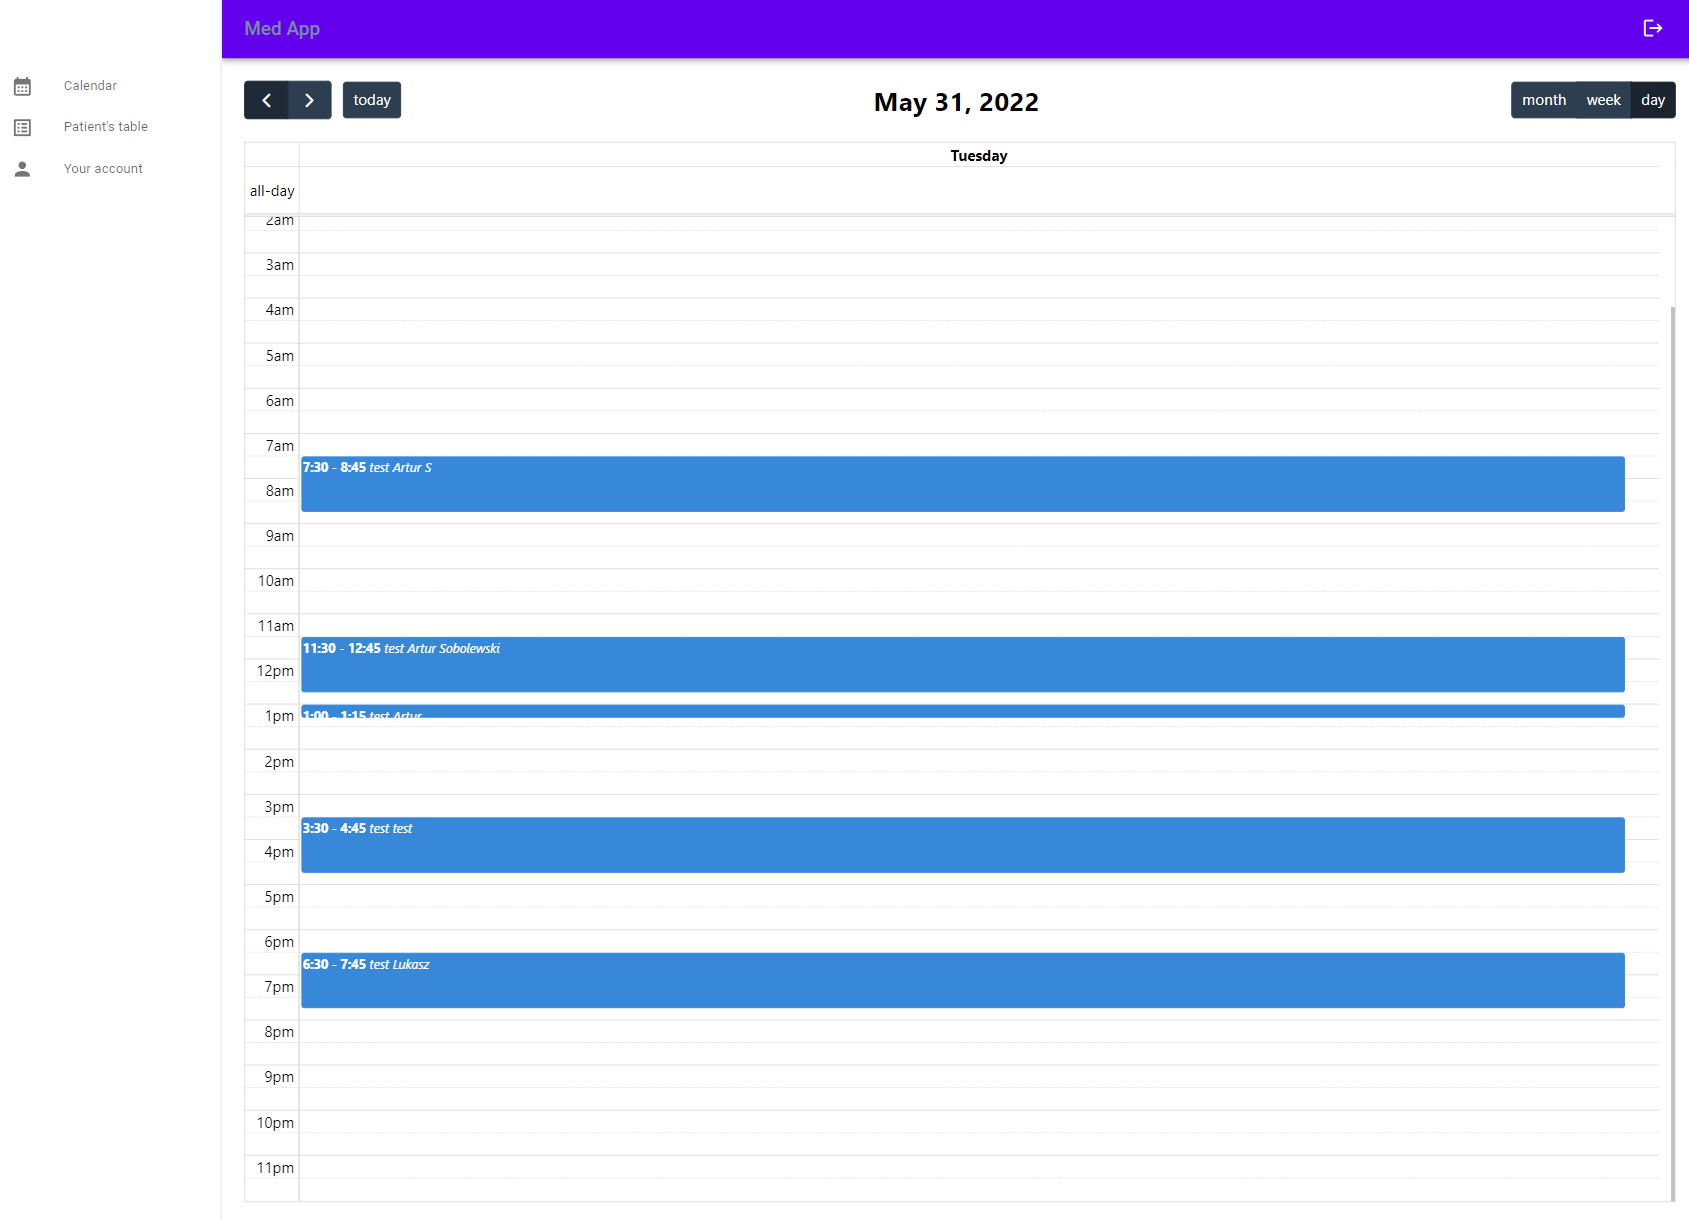 Med App
Calendar
Patient's table
Your account
today
May 31, 2022
month week day
Tuesday
all-day
2am
3am
4am
5am
6am
7am
7:30 - 8:45 test Artur S
8am
9am
10am
11am
11:30 - 12:45 test Artur Sobolewski
12pm
1pm
1:00 - 1:15 test Artur
2pm
3pm
3:30 - 4:45 test test
4pm
5pm
6pm
6:30 - 7:45 test Lukasz
7pm
8pm
9pm
10pm
11pm